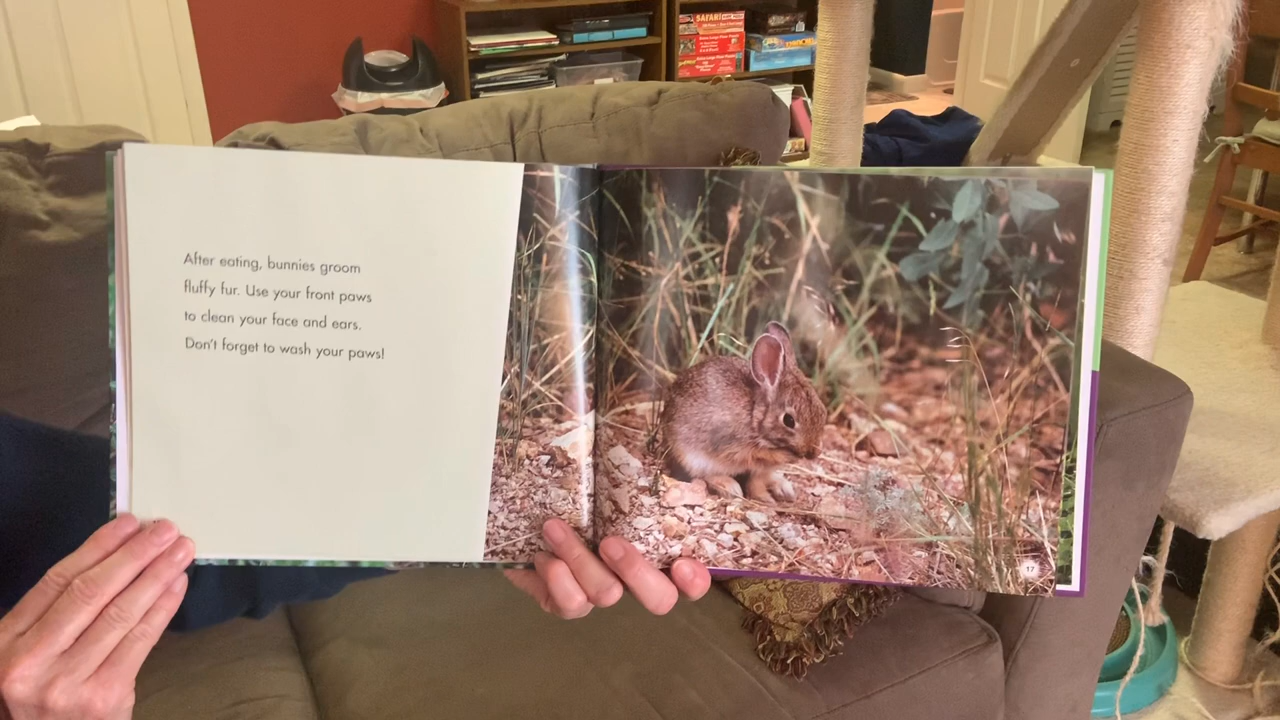 SAFARI
After eating, bunnies groom
fluffy fur. Use your front paws
to clean your face and ears.
Don't forget to wash your paws!
17